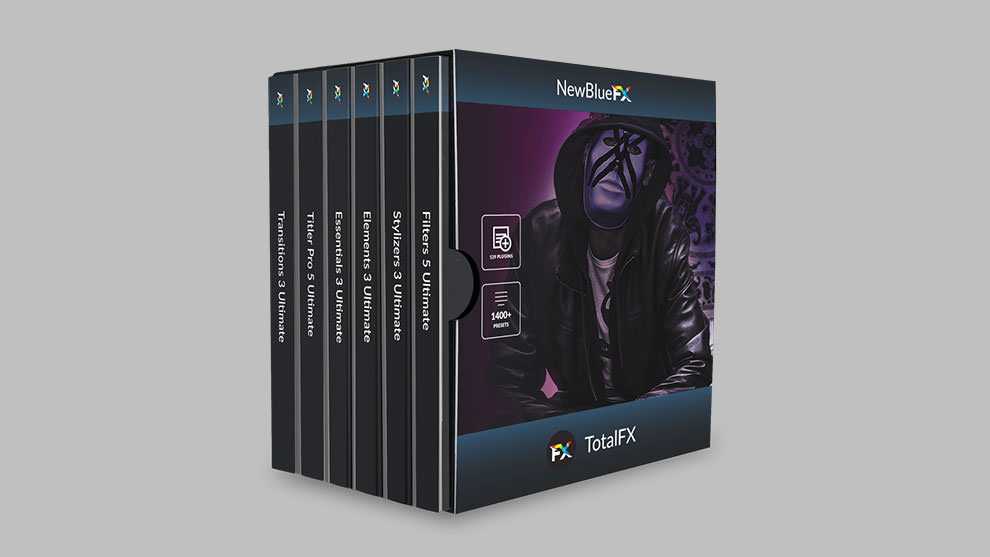 NewBlueFX
Transitions 3 Ultimate
Titler Pro 5 Ultimate
Essentials 3 Ultimate
Elements 3 Ultimate
Stylizers 3 Ultimate
Filters 5 Ultimate
PLUGINS
1400+
PRESETS
FX TotalFX